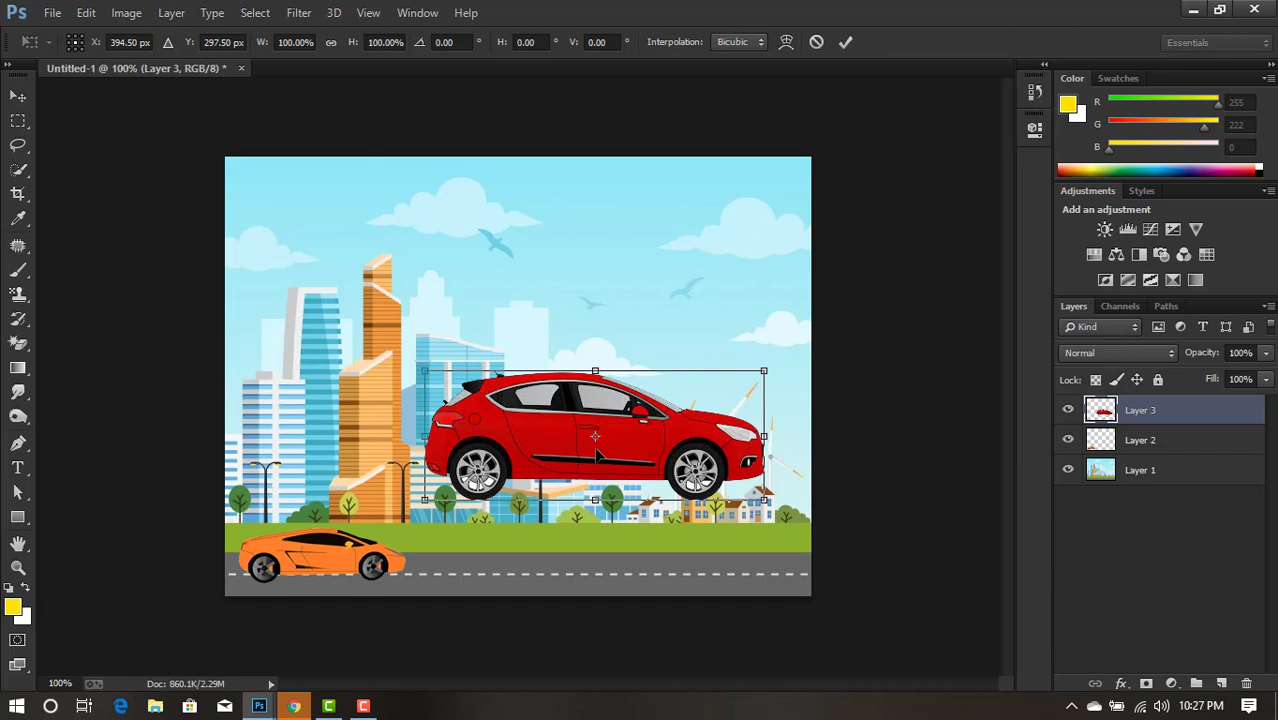 Ps File Edit Image Layer Type Select Filter 3D View Window Help
X: 394.50 px Y: 297.50 px W: 100.00% H: 100.00% 0.00 ° H: 0.00 ° V: 0.00 ° Interpolation: Bicubic Essentials
Untitled-1 @ 100% (Layer 3, RGB/8) * ×
Color Swatches
R 255
G 222
B 0
Adjustments Styles
Add an adjustment
Layers Channels Paths
Kind
Normal Opacity: 100%
Lock: Fill: 100%
Layer 3
Layer 2
Layer 1
100% Doc: 860.1K/2.29M
10:27 PM